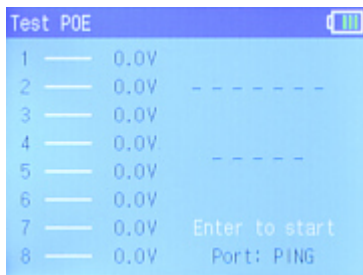 Test POE
1 —— 0.0V
2 —— 0.0V - - - - - - -
3 —— 0.0V
4 —— 0.0V
- - - - -
5 —— 0.0V
6 —— 0.0V
7 —— 0.0V Enter to start
8 —— 0.0V Port: PING